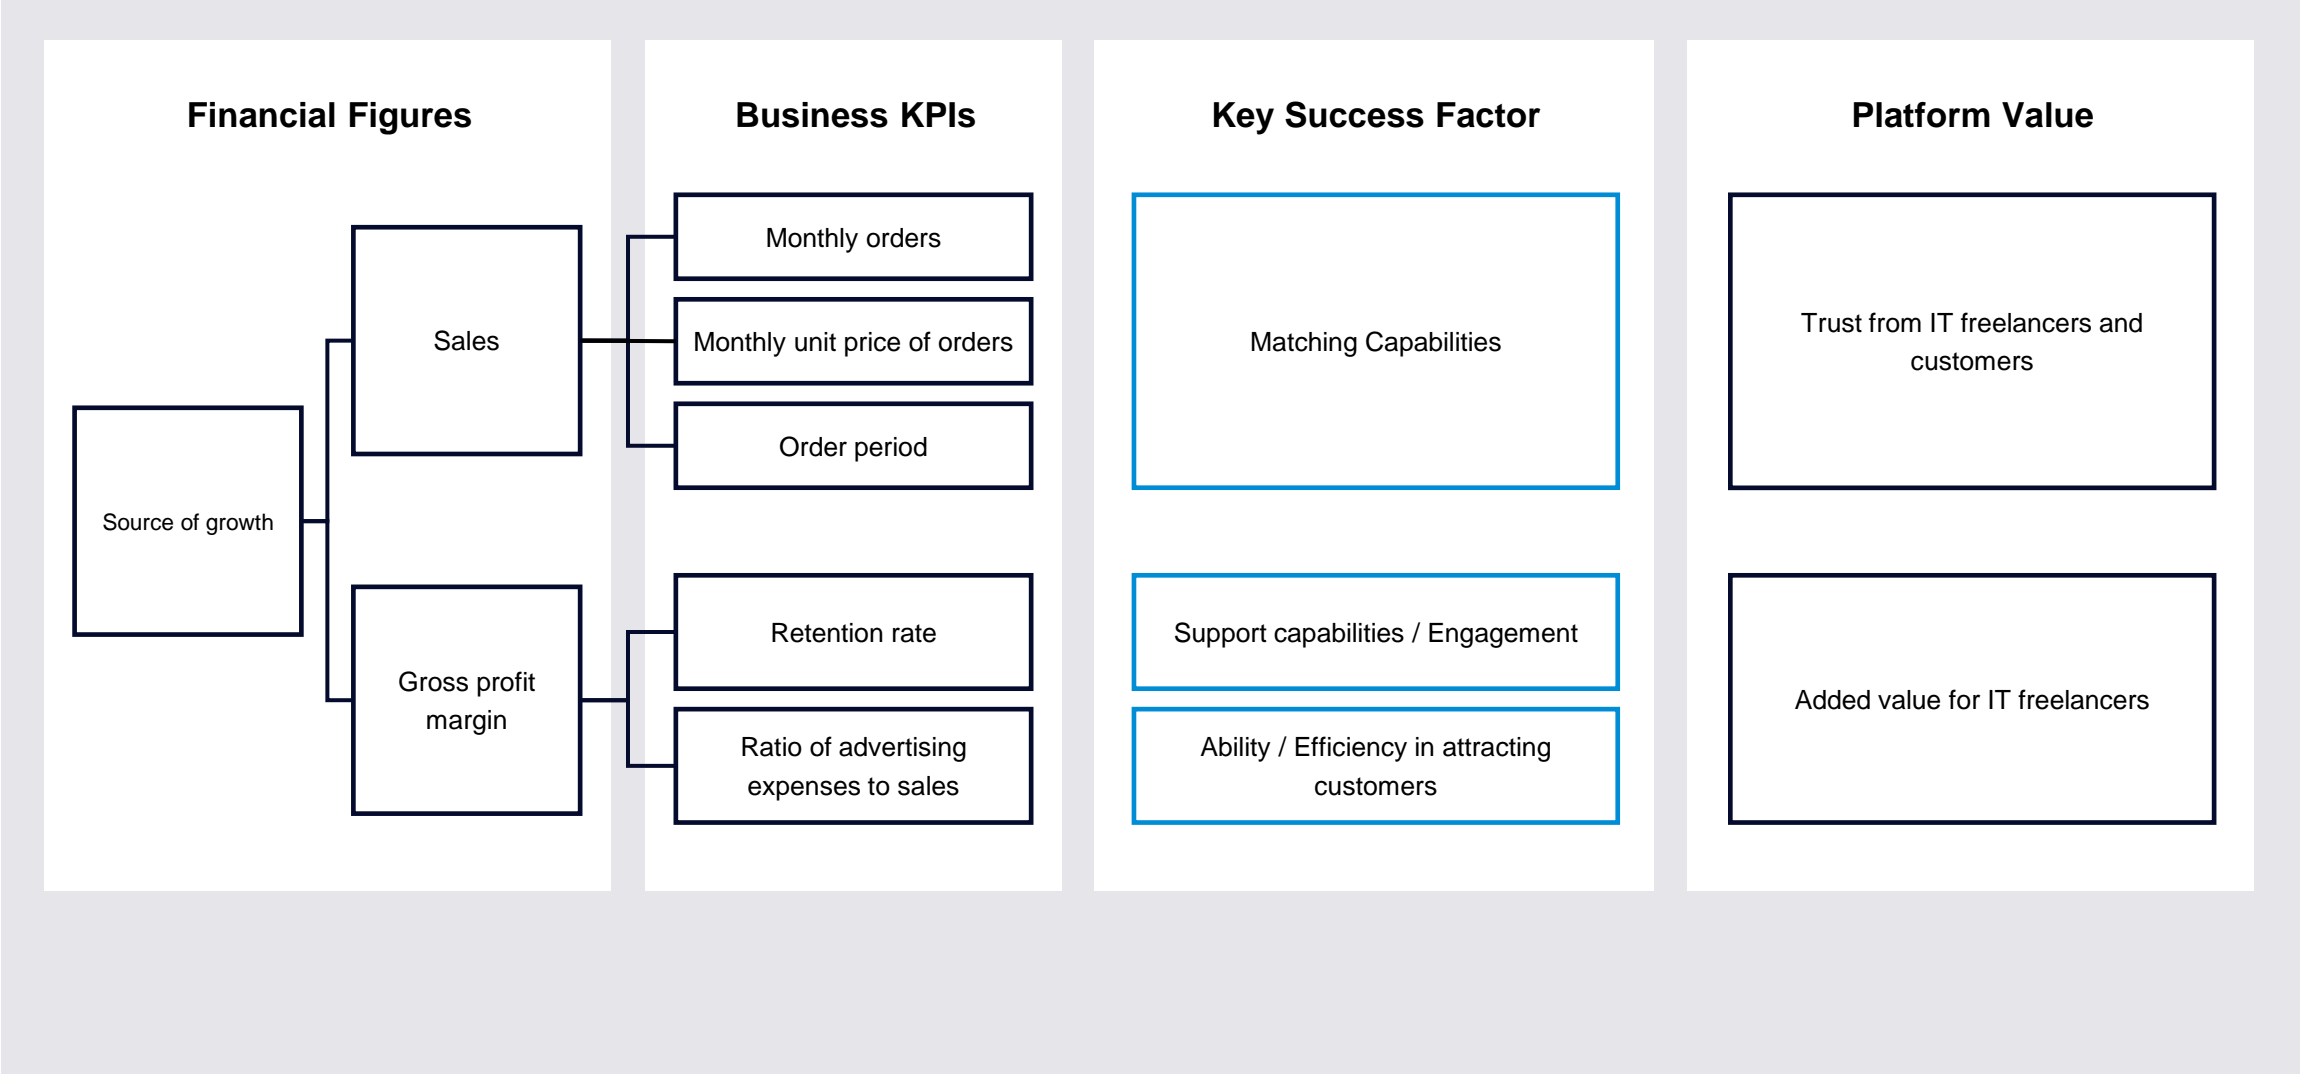 Financial Figures
Business KPIs
Key Success Factor
Platform Value
Source of growth
Sales
Gross profit
margin
Monthly orders
Monthly unit price of orders
Order period
Retention rate
Ratio of advertising
expenses to sales
Matching Capabilities
Support capabilities / Engagement
Ability / Efficiency in attracting
customers
Trust from IT freelancers and
customers
Added value for IT freelancers